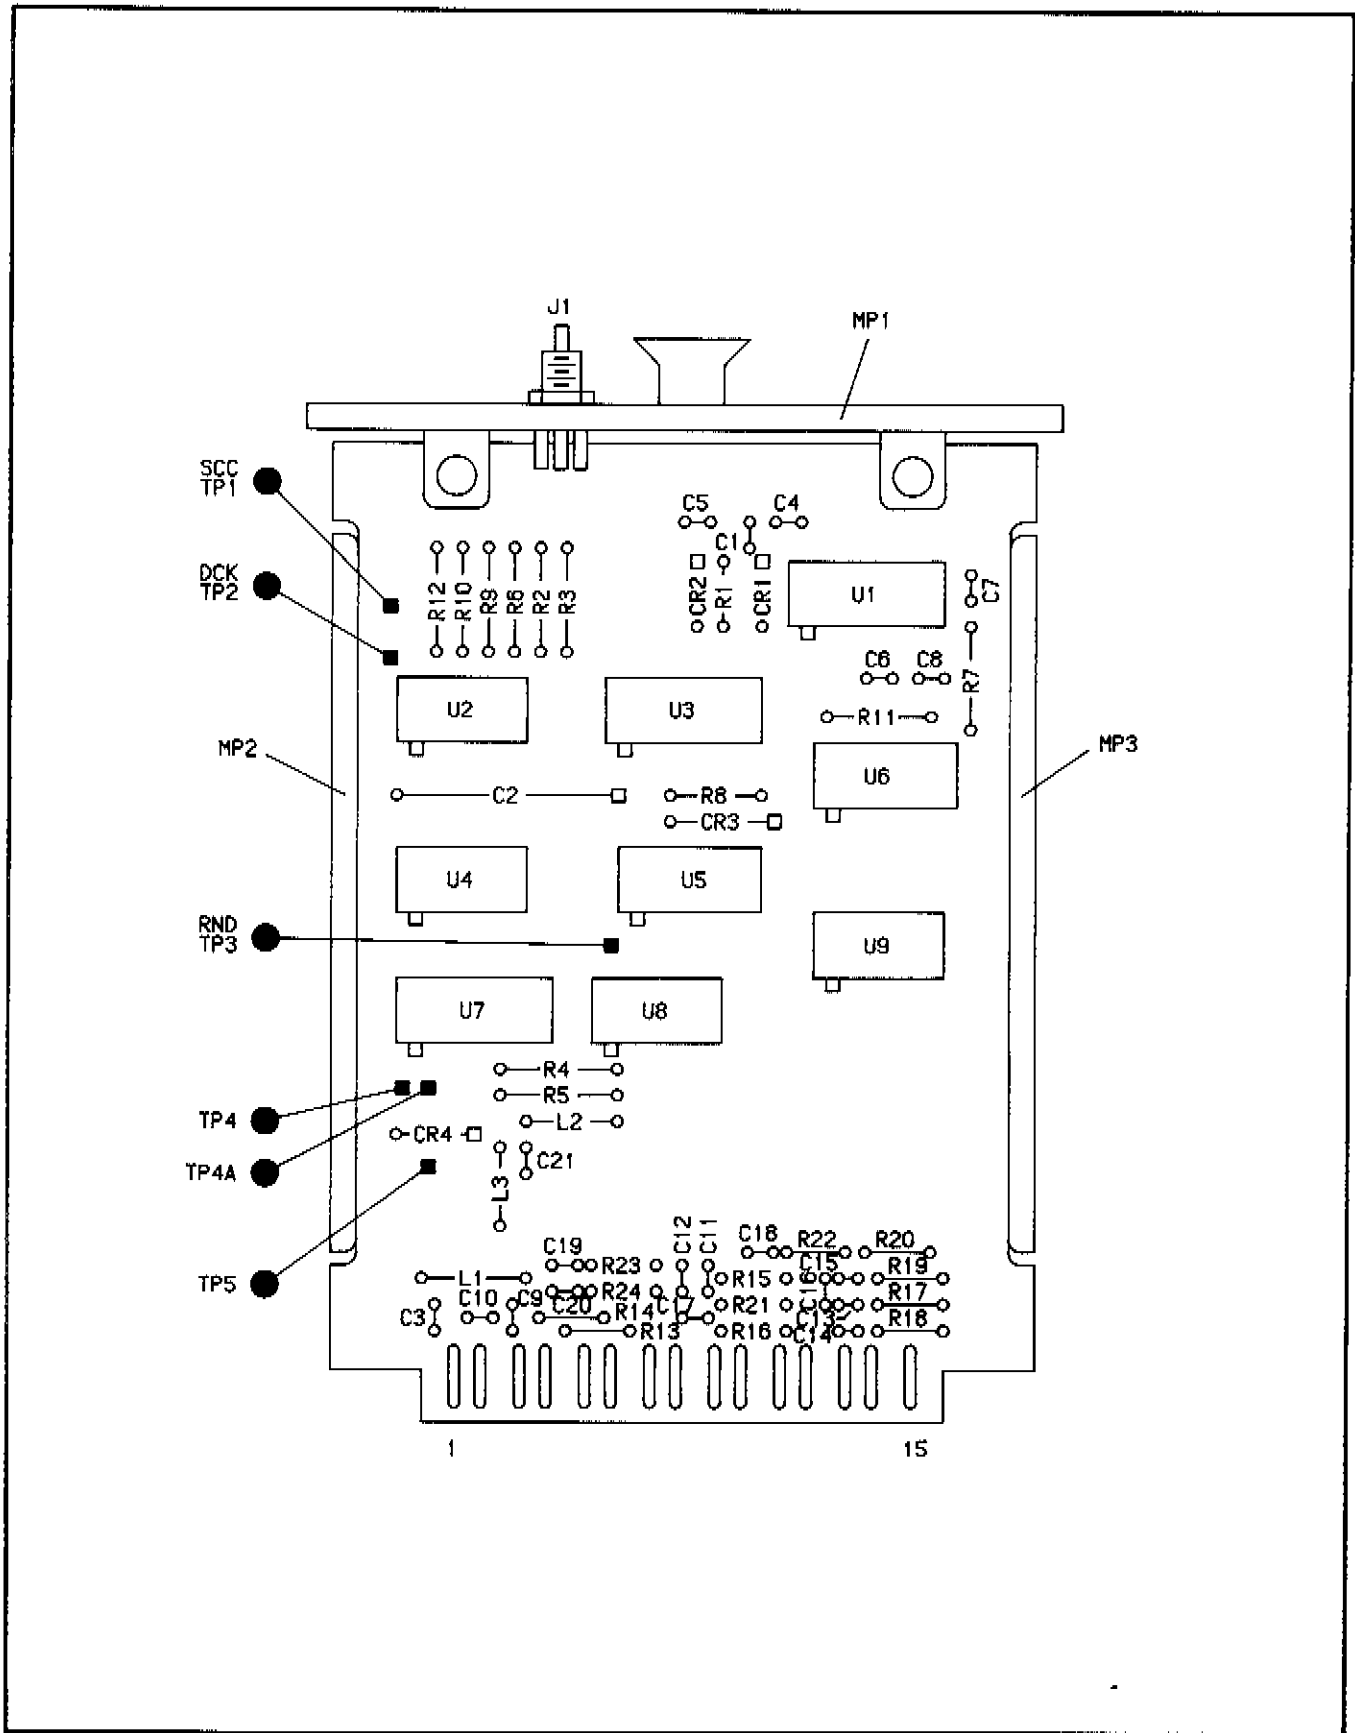 J1
MP1
SCC
TP1
C5
C4
C1
DCK
TP2
R12
R10
R9
R6
R2
R3
CR2
R1
CR1
U1
C7
C6
C8
R7
U2
U3
R11
MP2
MP3
U6
C2
R8
CR3
U4
U5
RND
TP3
U9
U7
U8
R4
R5
TP4
L2
CR4
C21
TP4A
L3
C12
C11
C18
R22
R20
C19
R23
C15
TP5
L1
R15
R19
R24
C16
C3
C10
C9
C20
R14
C17
R21
C13
R17
R13
R16
C14
R18
1
15